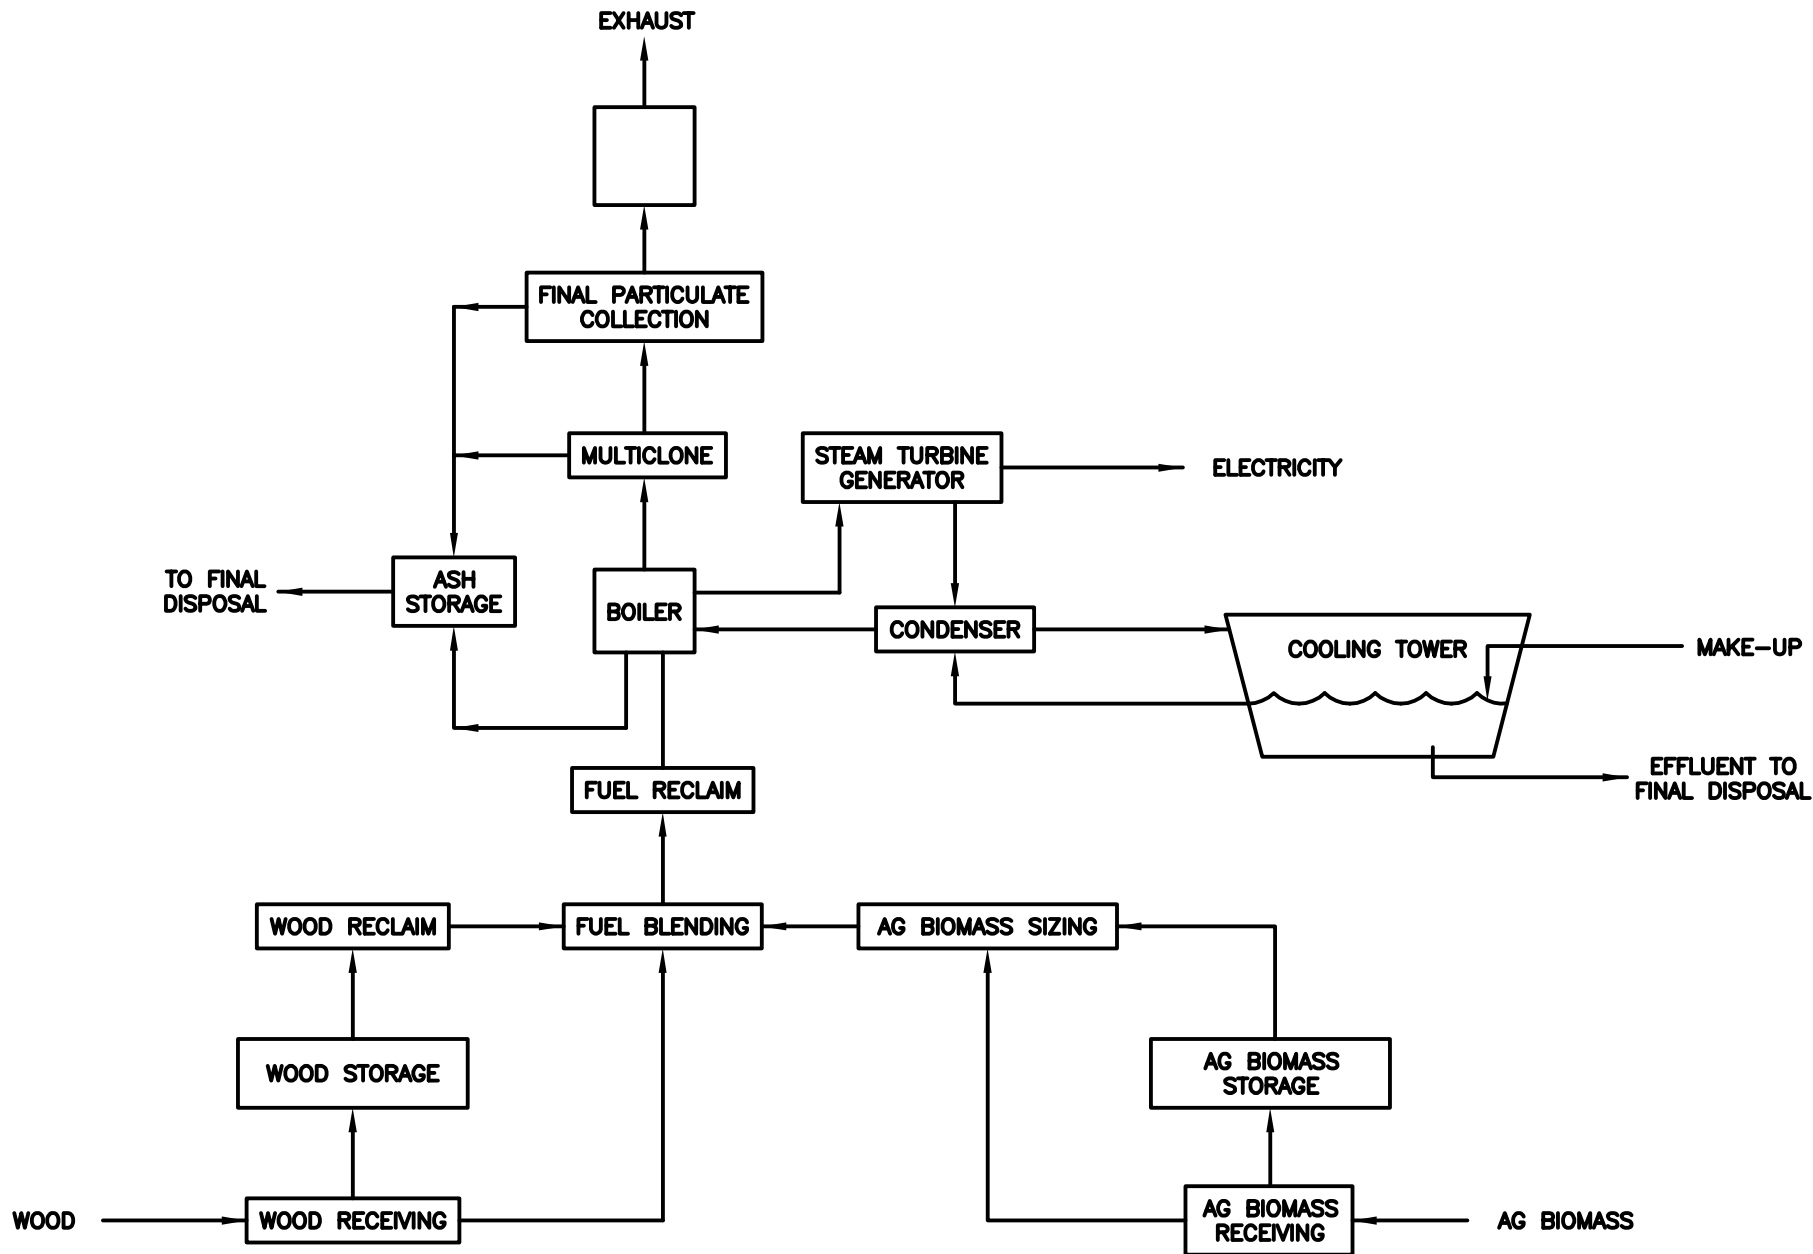 EXHAUST
FINAL PARTICULATE
COLLECTION
MULTICLONE
STEAM TURBINE
GENERATOR
ELECTRICITY
TO FINAL
DISPOSAL
ASH
STORAGE
BOILER
CONDENSER
COOLING TOWER
MAKE-UP
EFFLUENT TO
FINAL DISPOSAL
FUEL RECLAIM
WOOD RECLAIM
FUEL BLENDING
AG BIOMASS SIZING
WOOD STORAGE
AG BIOMASS
STORAGE
WOOD
WOOD RECEIVING
AG BIOMASS
RECEIVING
AG BIOMASS